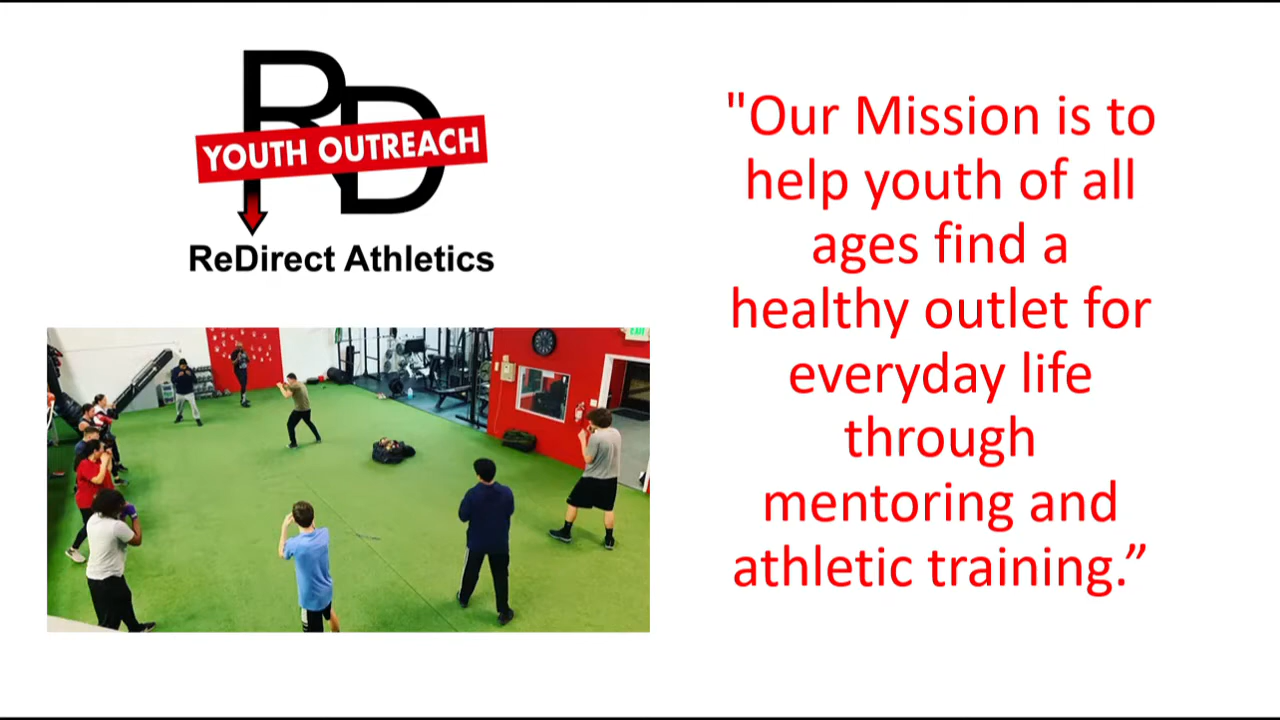 RD
YOUTH OUTREACH
ReDirect Athletics
"Our Mission is to
help youth of all
ages find a
healthy outlet for
everyday life
through
mentoring and
athletic training.”
EXIT